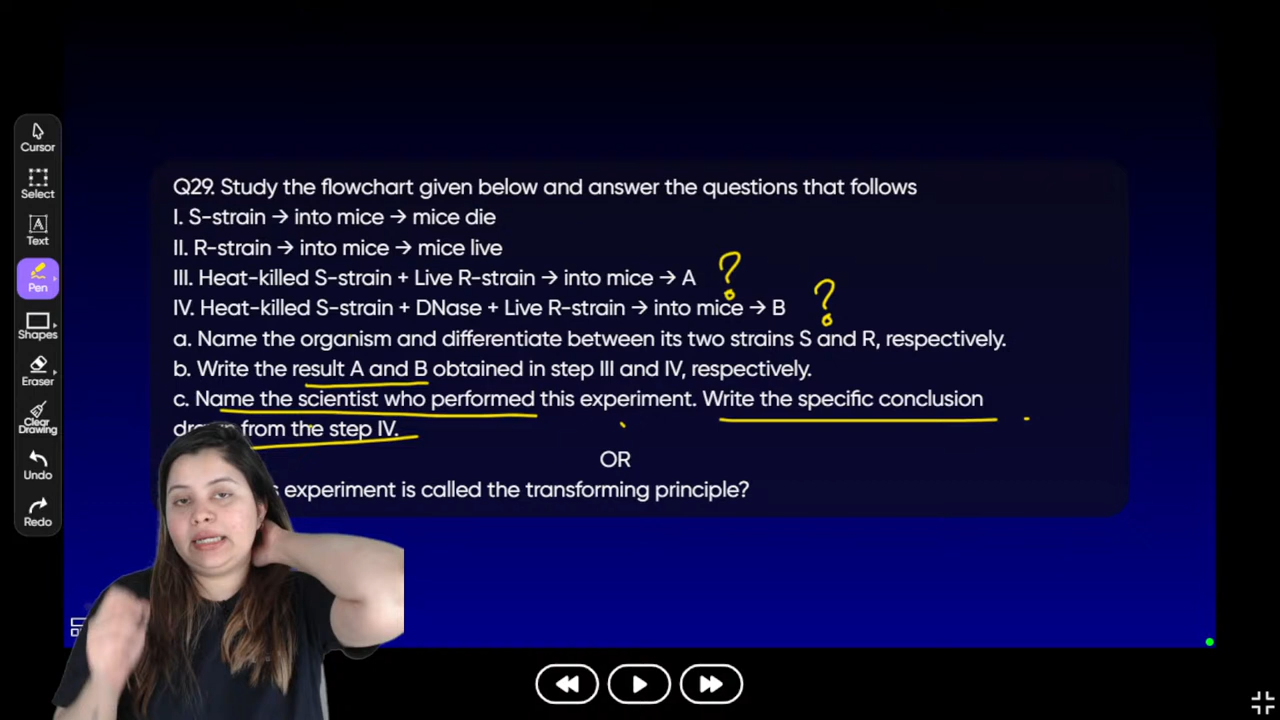 Cursor
Select
Text
Pen
Shapes
Eraser
Clear
Drawing
Undo
Redo
Q29. Study the flowchart given below and answer the questions that follows
I. S-strain → into mice → mice die
II. R-strain → into mice → mice live
III. Heat-killed S-strain + Live R-strain → into mice → A ?
IV. Heat-killed S-strain + DNase + Live R-strain → into mice → B ?
a. Name the organism and differentiate between its two strains S and R, respectively.
b. Write the result A and B obtained in step III and IV, respectively.
c. Name the scientist who performed this experiment. Write the specific conclusion
from the step IV.
OR
experiment is called the transforming principle?